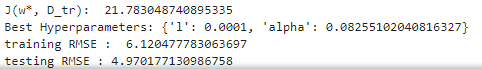 J(w*, D_tr):  21.783048740895335
Best Hyperparameters: {'l': 0.0001, 'alpha': 0.08255102040816327}
training RMSE :  6.120477783063697
testing RMSE : 4.970177130986758